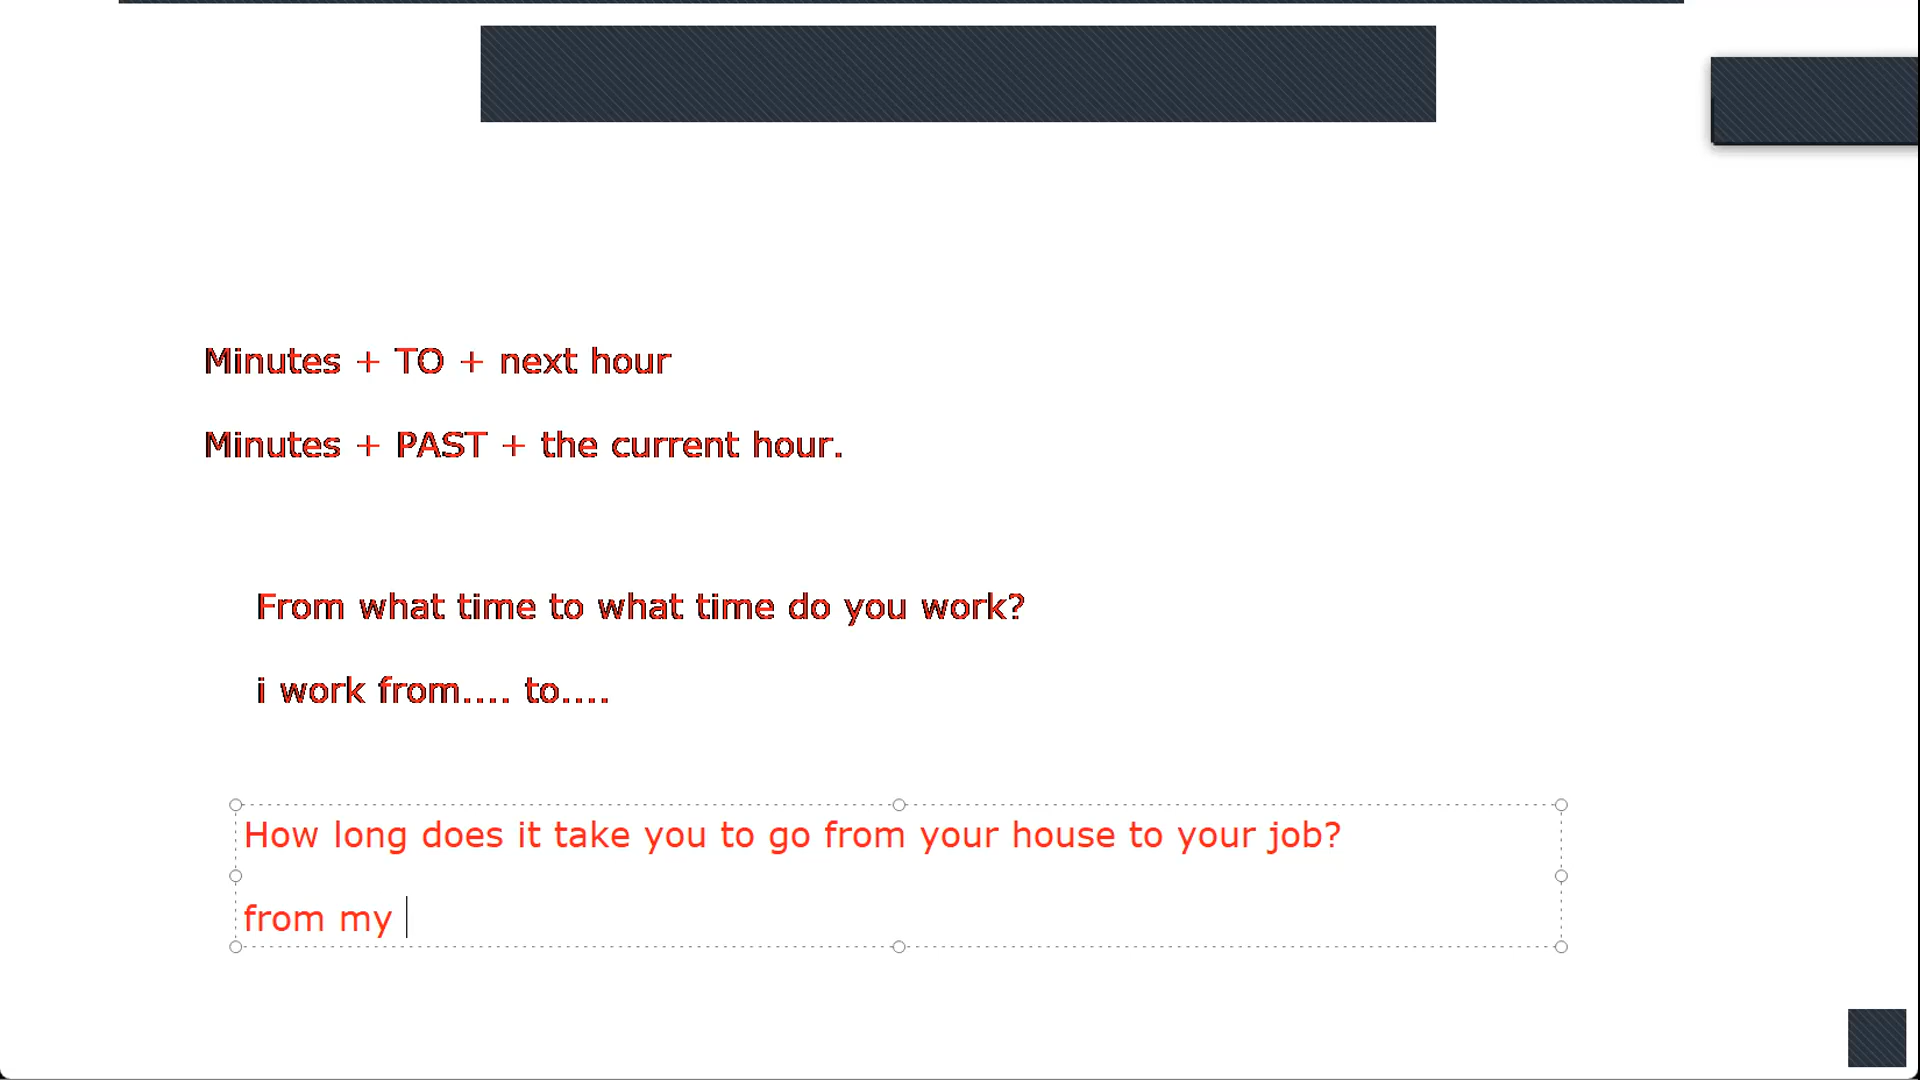 Minutes + TO + next hour
Minutes + PAST + the current hour.
From what time to what time do you work?
i work from.... to....
How long does it take you to go from your house to your job?
from my